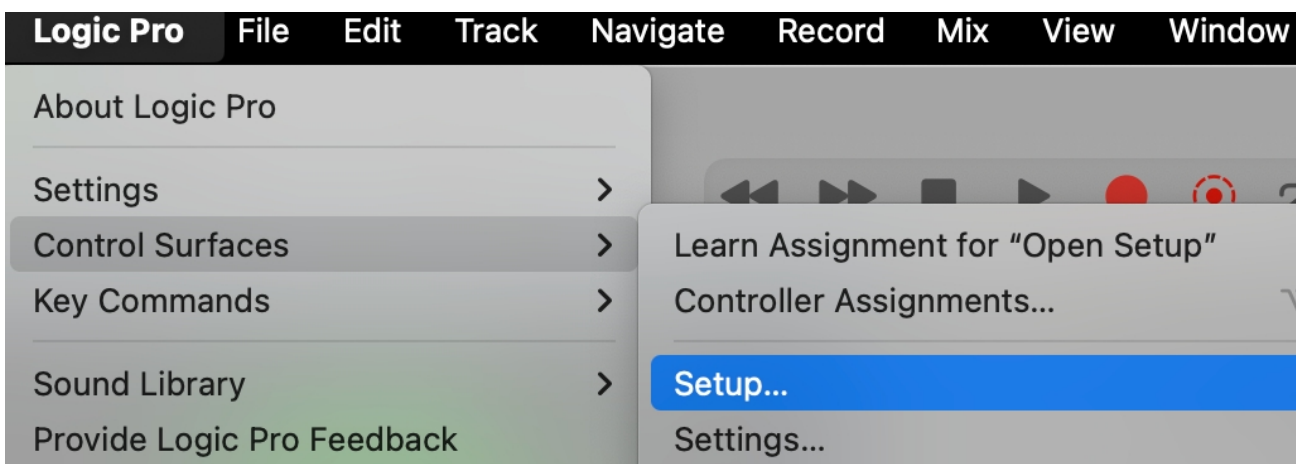 Logic Pro File Edit Track Navigate Record Mix View Window
About Logic Pro
Settings
Control Surfaces
Key Commands
Sound Library
Provide Logic Pro Feedback
Learn Assignment for “Open Setup”
Controller Assignments...
Setup...
Settings...